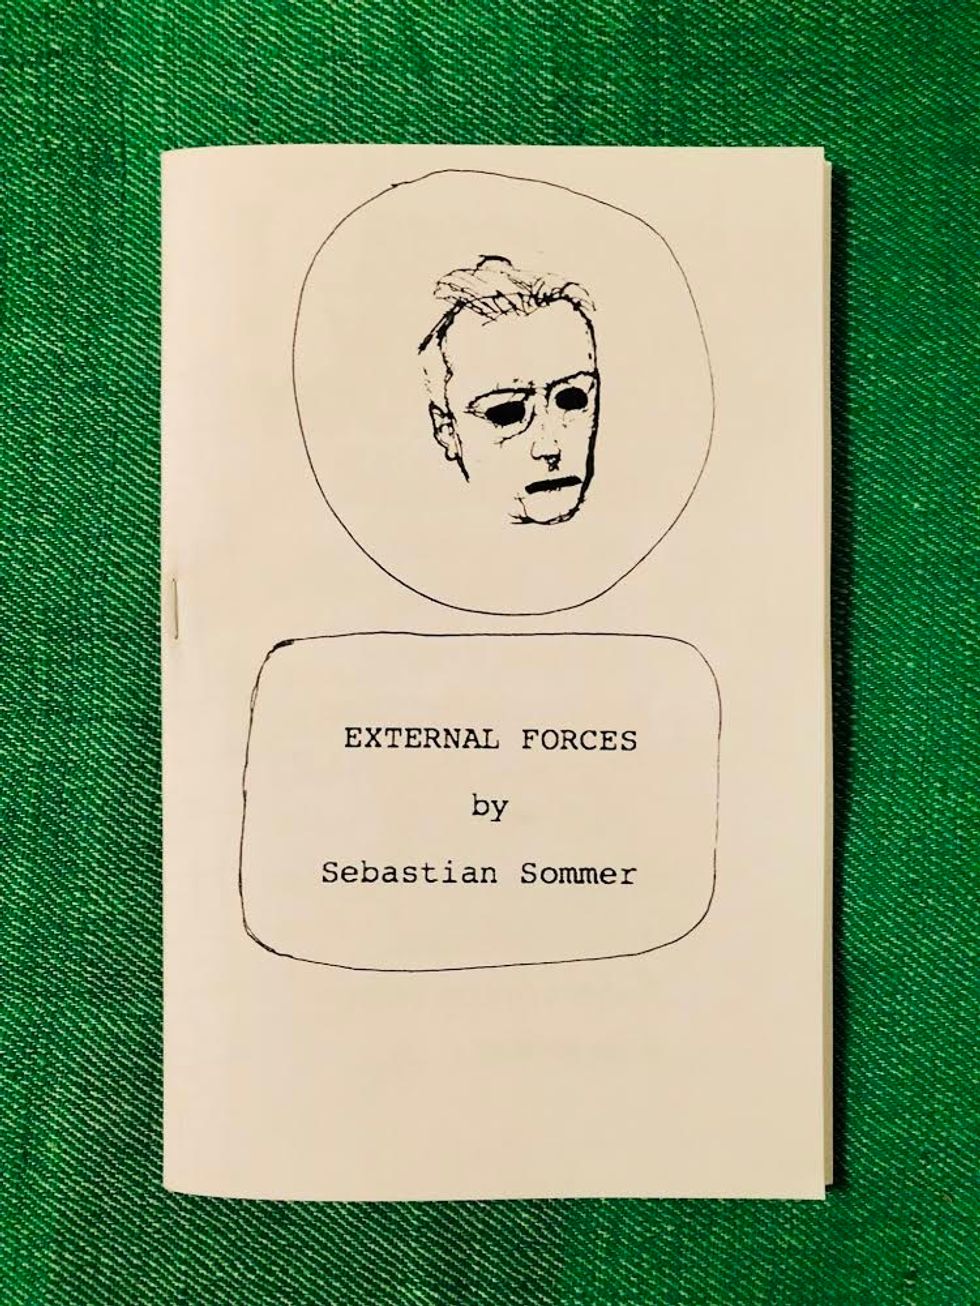 EXTERNAL FORCES
by
Sebastian Sommer